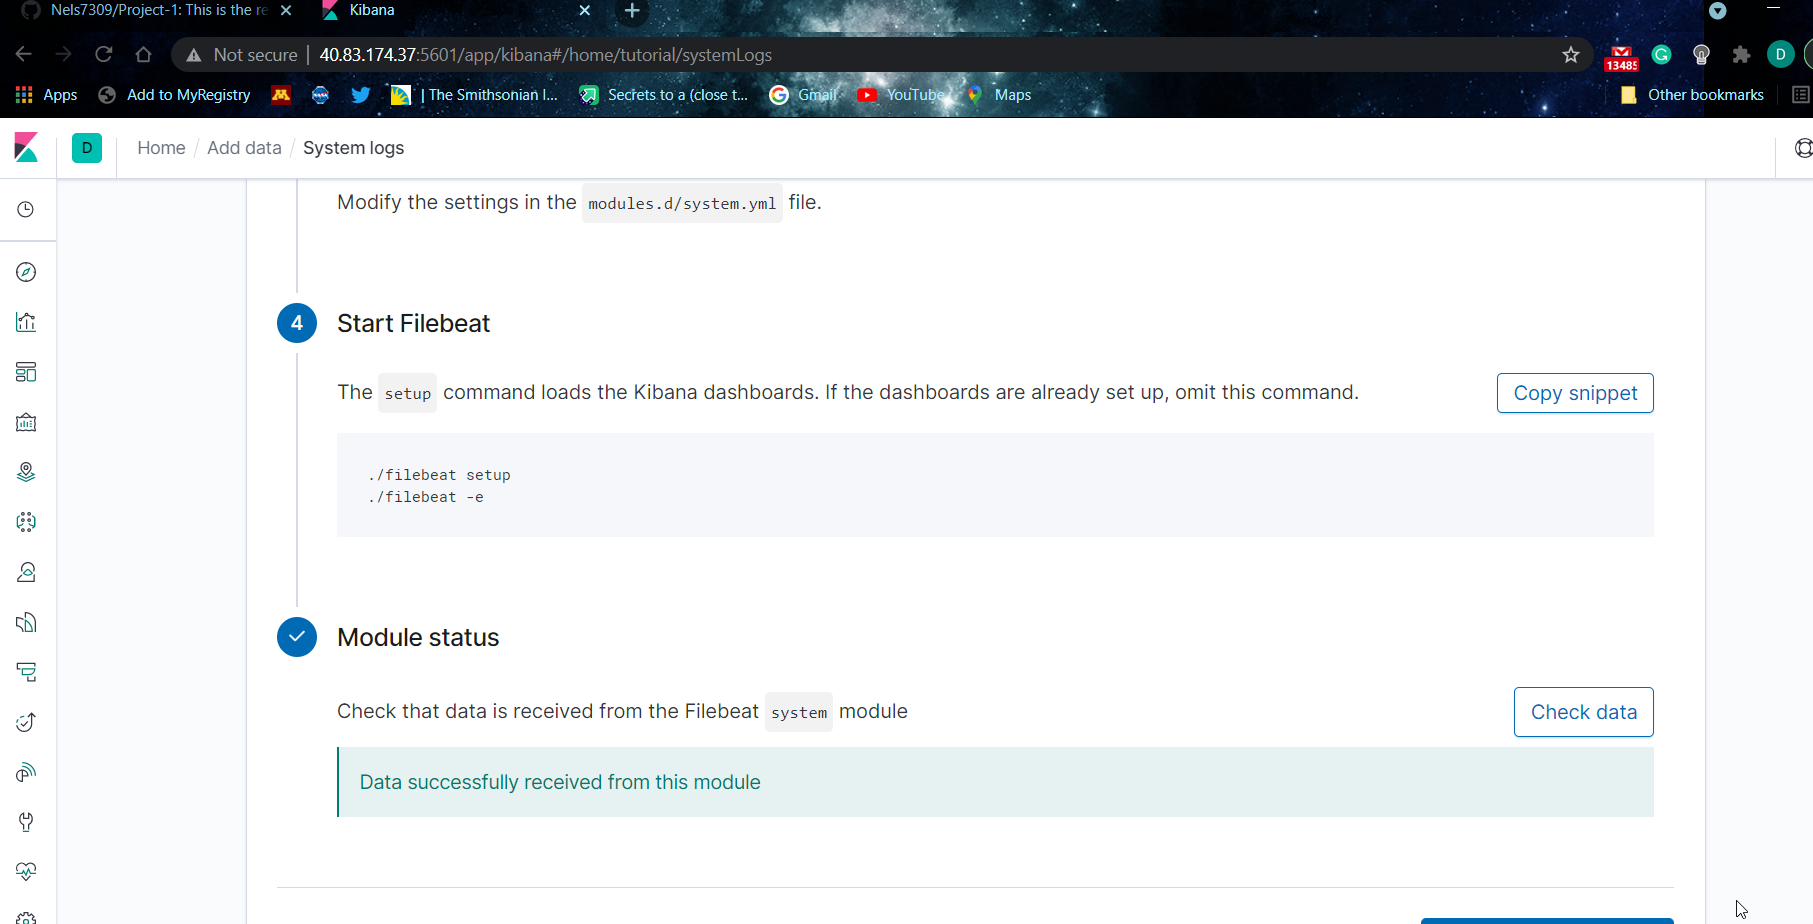 Nels7309/Project-1: This is the re
Kibana
Not secure 40.83.174.37:5601/app/kibana#/home/tutorial/systemLogs
13485
G
D
Apps
Add to MyRegistry
| The Smithsonian I...
Secrets to a (close t...
Gmail
YouTube
Maps
Other bookmarks
D
Home / Add data / System logs
Modify the settings in the modules.d/system.yml file.
4 Start Filebeat
The setup command loads the Kibana dashboards. If the dashboards are already set up, omit this command.
Copy snippet
./filebeat setup
./filebeat -e
Module status
Check that data is received from the Filebeat system module
Check data
Data successfully received from this module